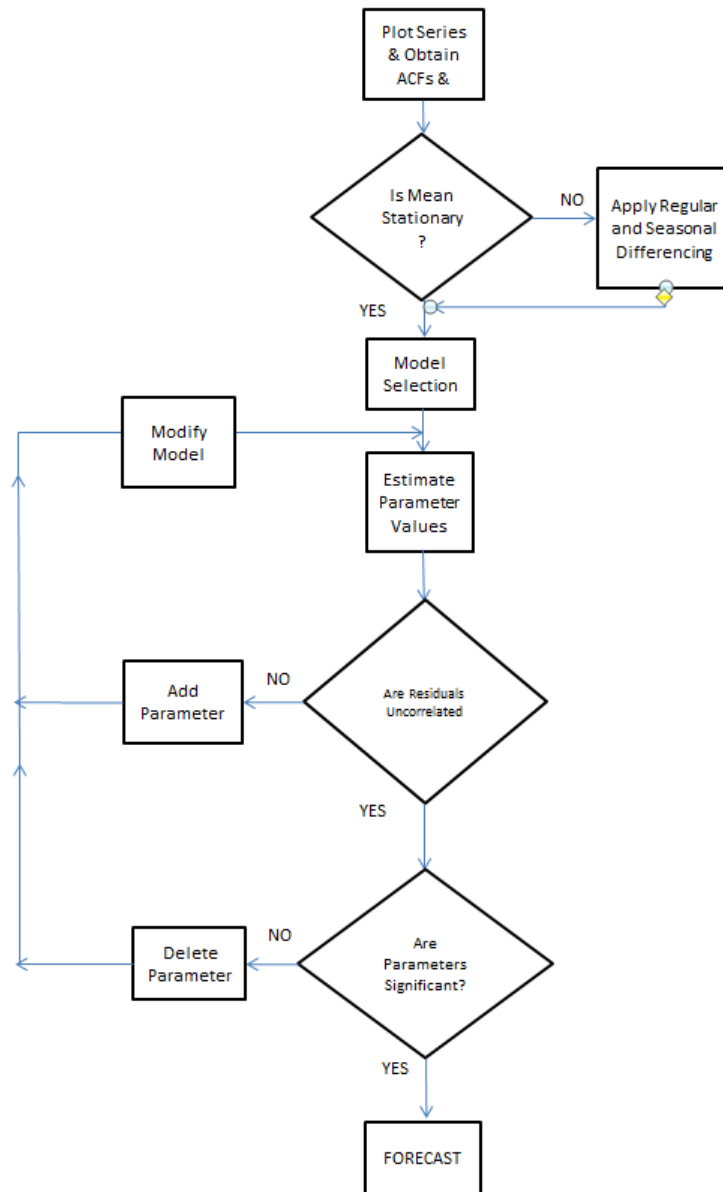 Plot Series
& Obtain
ACFs &
Is Mean
Stationary
?
NO
Apply Regular
and Seasonal
Differencing
YES
Model
Selection
Modify
Model
Estimate
Parameter
Values
Are Residuals
Uncorrelated
NO
Add
Parameter
YES
Are
Parameters
Significant?
NO
Delete
Parameter
YES
FORECAST